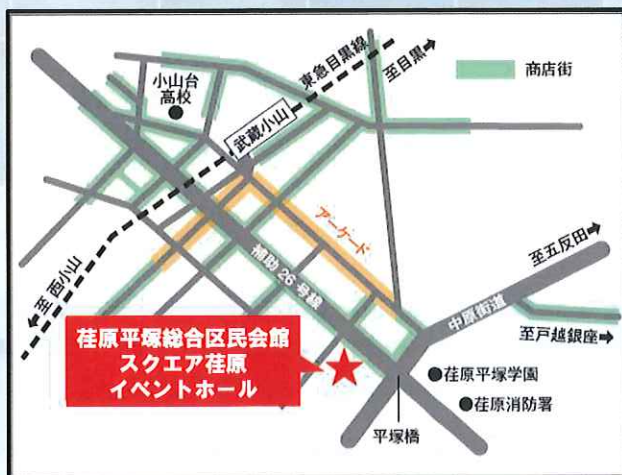 商店街
至目黒
東急目黒線
小山台
高校
武蔵小山
アーケード
補助26号線
至五反田
中原街道
至西小山
至戸越銀座
荏原平塚総合区民会館
スクエア荏原
イベントホール
荏原平塚学園
荏原消防署
平塚橋